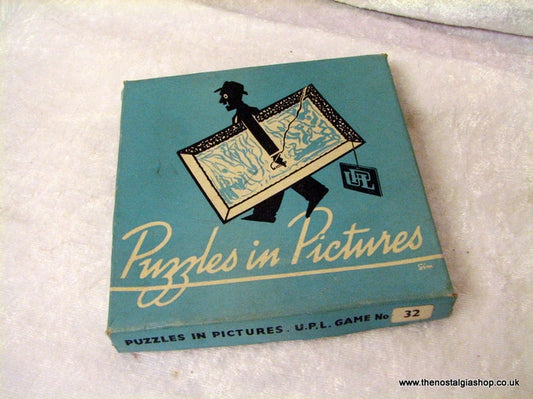 UPL
Puzzles in Pictures
PUZZLES IN PICTURES. U.P.L. GAME No 32
www.thenostalgiashop.co.uk